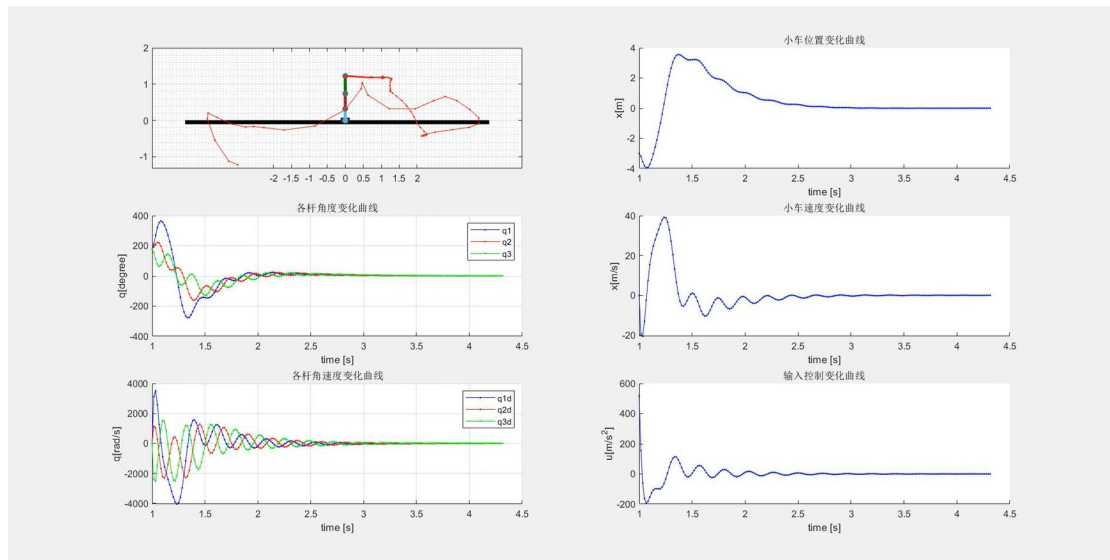 2
1
0
-1
-2 -1.5 -1 -0.5 0 0.5 1 1.5 2
小车位置变化曲线
4
2
0
-2
-4
x[m]
1 1.5 2 2.5 3 3.5 4 4.5
time [s]
各杆角度变化曲线
400
200
0
-200
-400
q[degree]
q1
q2
q3
1 1.5 2 2.5 3 3.5 4 4.5
time [s]
小车速度变化曲线
40
20
0
-20
x[m/s]
1 1.5 2 2.5 3 3.5 4 4.5
time [s]
各杆角速度变化曲线
4000
2000
0
-2000
-4000
q[rad/s]
q1d
q2d
q3d
1 1.5 2 2.5 3 3.5 4 4.5
time [s]
输入控制变化曲线
600
400
200
0
-200
u[m/s²]
1 1.5 2 2.5 3 3.5 4 4.5
time [s]